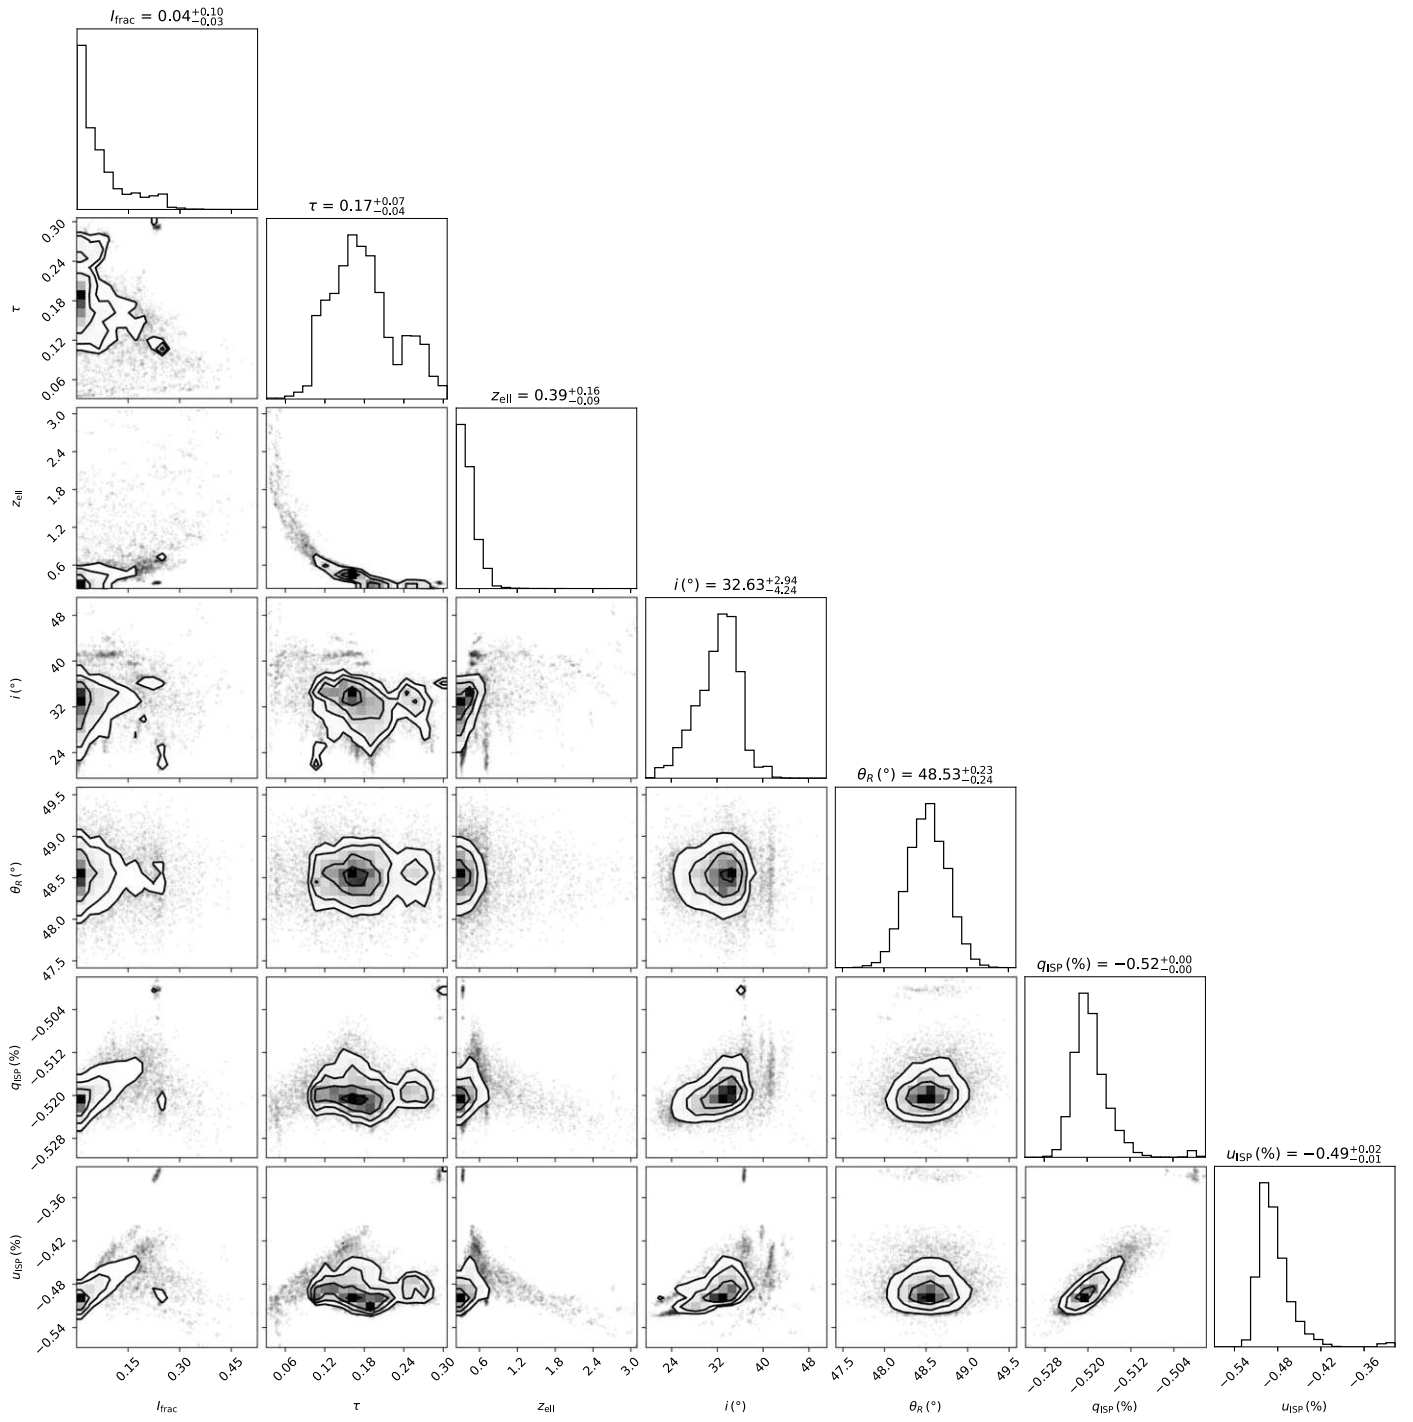 I_frac = 0.04 +0.10 −0.03
τ = 0.17 +0.07 −0.04
0.30
0.24
0.18
0.12
0.06
τ
z_ell = 0.39 +0.16 −0.09
3.0
2.4
1.8
1.2
0.6
z_ell
i (°) = 32.63 +2.94 −4.24
48
40
32
24
i (°)
θ_R (°) = 48.53 +0.23 −0.24
49.5
49.0
48.5
48.0
47.5
θ_R (°)
q_ISP (%) = −0.52 +0.00 −0.00
−0.504
−0.512
−0.520
−0.528
q_ISP (%)
u_ISP (%) = −0.49 +0.02 −0.01
−0.36
−0.42
−0.48
−0.54
u_ISP (%)
0.15 0.30 0.45 0.06 0.12 0.18 0.24 0.30 0.6 1.2 1.8 2.4 3.0 24 32 40 48 47.5 48.0 48.5 49.0 49.5 −0.528 −0.520 −0.512 −0.504 −0.54 −0.48 −0.42 −0.36
I_frac τ z_ell i (°) θ_R (°) q_ISP (%) u_ISP (%)